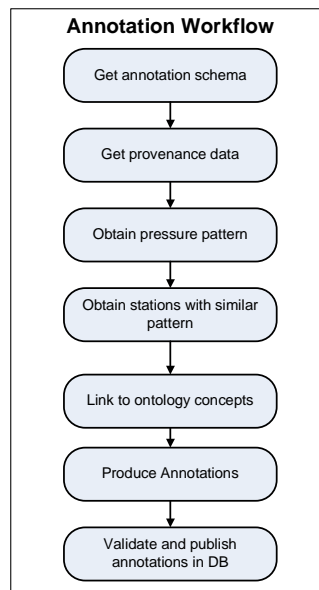 Annotation Workflow
Get annotation schema
Get provenance data
Obtain pressure pattern
Obtain stations with similar
pattern
Link to ontology concepts
Produce Annotations
Validate and publish
annotations in DB